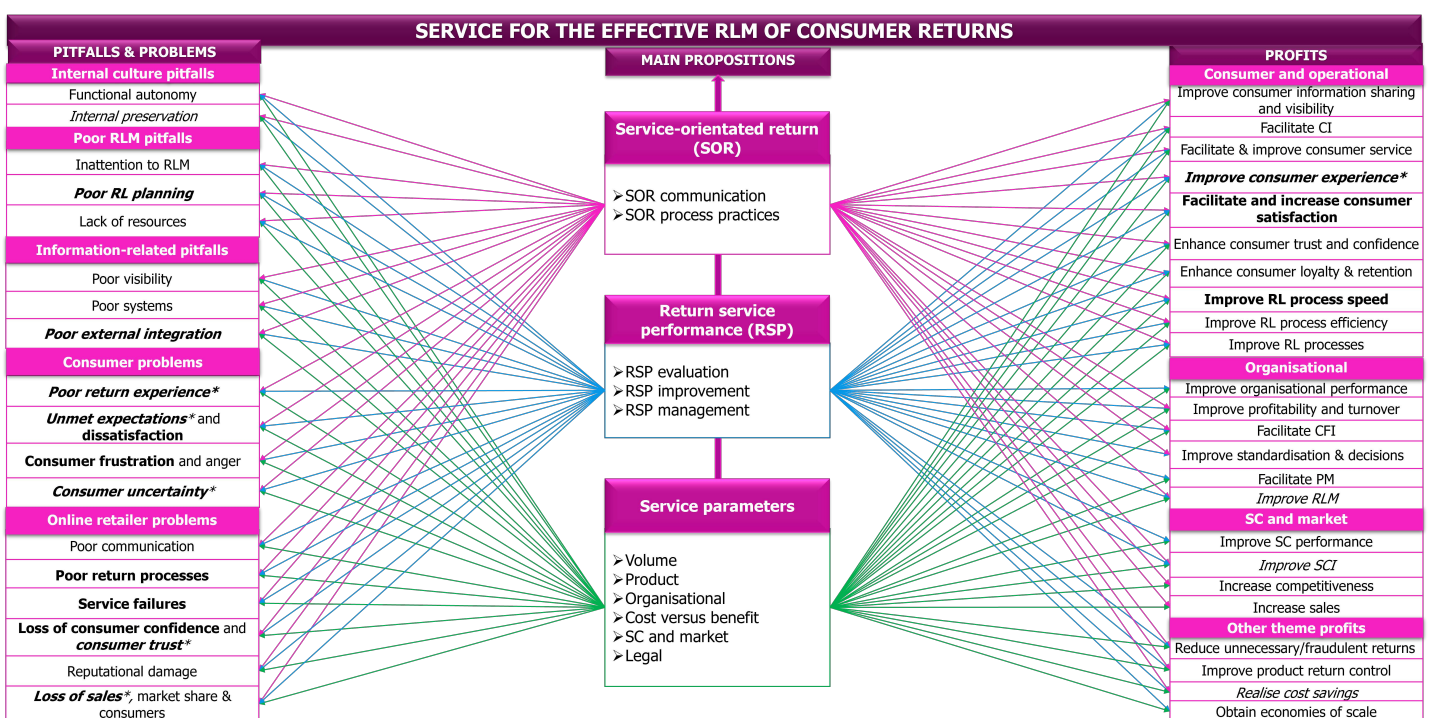 SERVICE FOR THE EFFECTIVE RLM OF CONSUMER RETURNS
PITFALLS & PROBLEMS
Internal culture pitfalls
Functional autonomy
Internal preservation
Poor RLM pitfalls
Inattention to RLM
Poor RL planning
Lack of resources
Information-related pitfalls
Poor visibility
Poor systems
Poor external integration
Consumer problems
Poor return experience*
Unmet expectations* and
dissatisfaction
Consumer frustration and anger
Consumer uncertainty*
Online retailer problems
Poor communication
Poor return processes
Service failures
Loss of consumer confidence and
consumer trust*
Reputational damage
Loss of sales*, market share &
consumers
MAIN PROPOSITIONS
Service-orientated return
(SOR)
➢SOR communication
➢SOR process practices
Return service
performance (RSP)
➢RSP evaluation
➢RSP improvement
➢RSP management
Service parameters
➢Volume
➢Product
➢Organisational
➢Cost versus benefit
➢SC and market
➢Legal
PROFITS
Consumer and operational
Improve consumer information sharing
and visibility
Facilitate CI
Facilitate & improve consumer service
Improve consumer experience*
Facilitate and increase consumer
satisfaction
Enhance consumer trust and confidence
Enhance consumer loyalty & retention
Improve RL process speed
Improve RL process efficiency
Improve RL processes
Organisational
Improve organisational performance
Improve profitability and turnover
Facilitate CFI
Improve standardisation & decisions
Facilitate PM
Improve RLM
SC and market
Improve SC performance
Improve SCI
Increase competitiveness
Increase sales
Other theme profits
Reduce unnecessary/fraudulent returns
Improve product return control
Realise cost savings
Obtain economies of scale